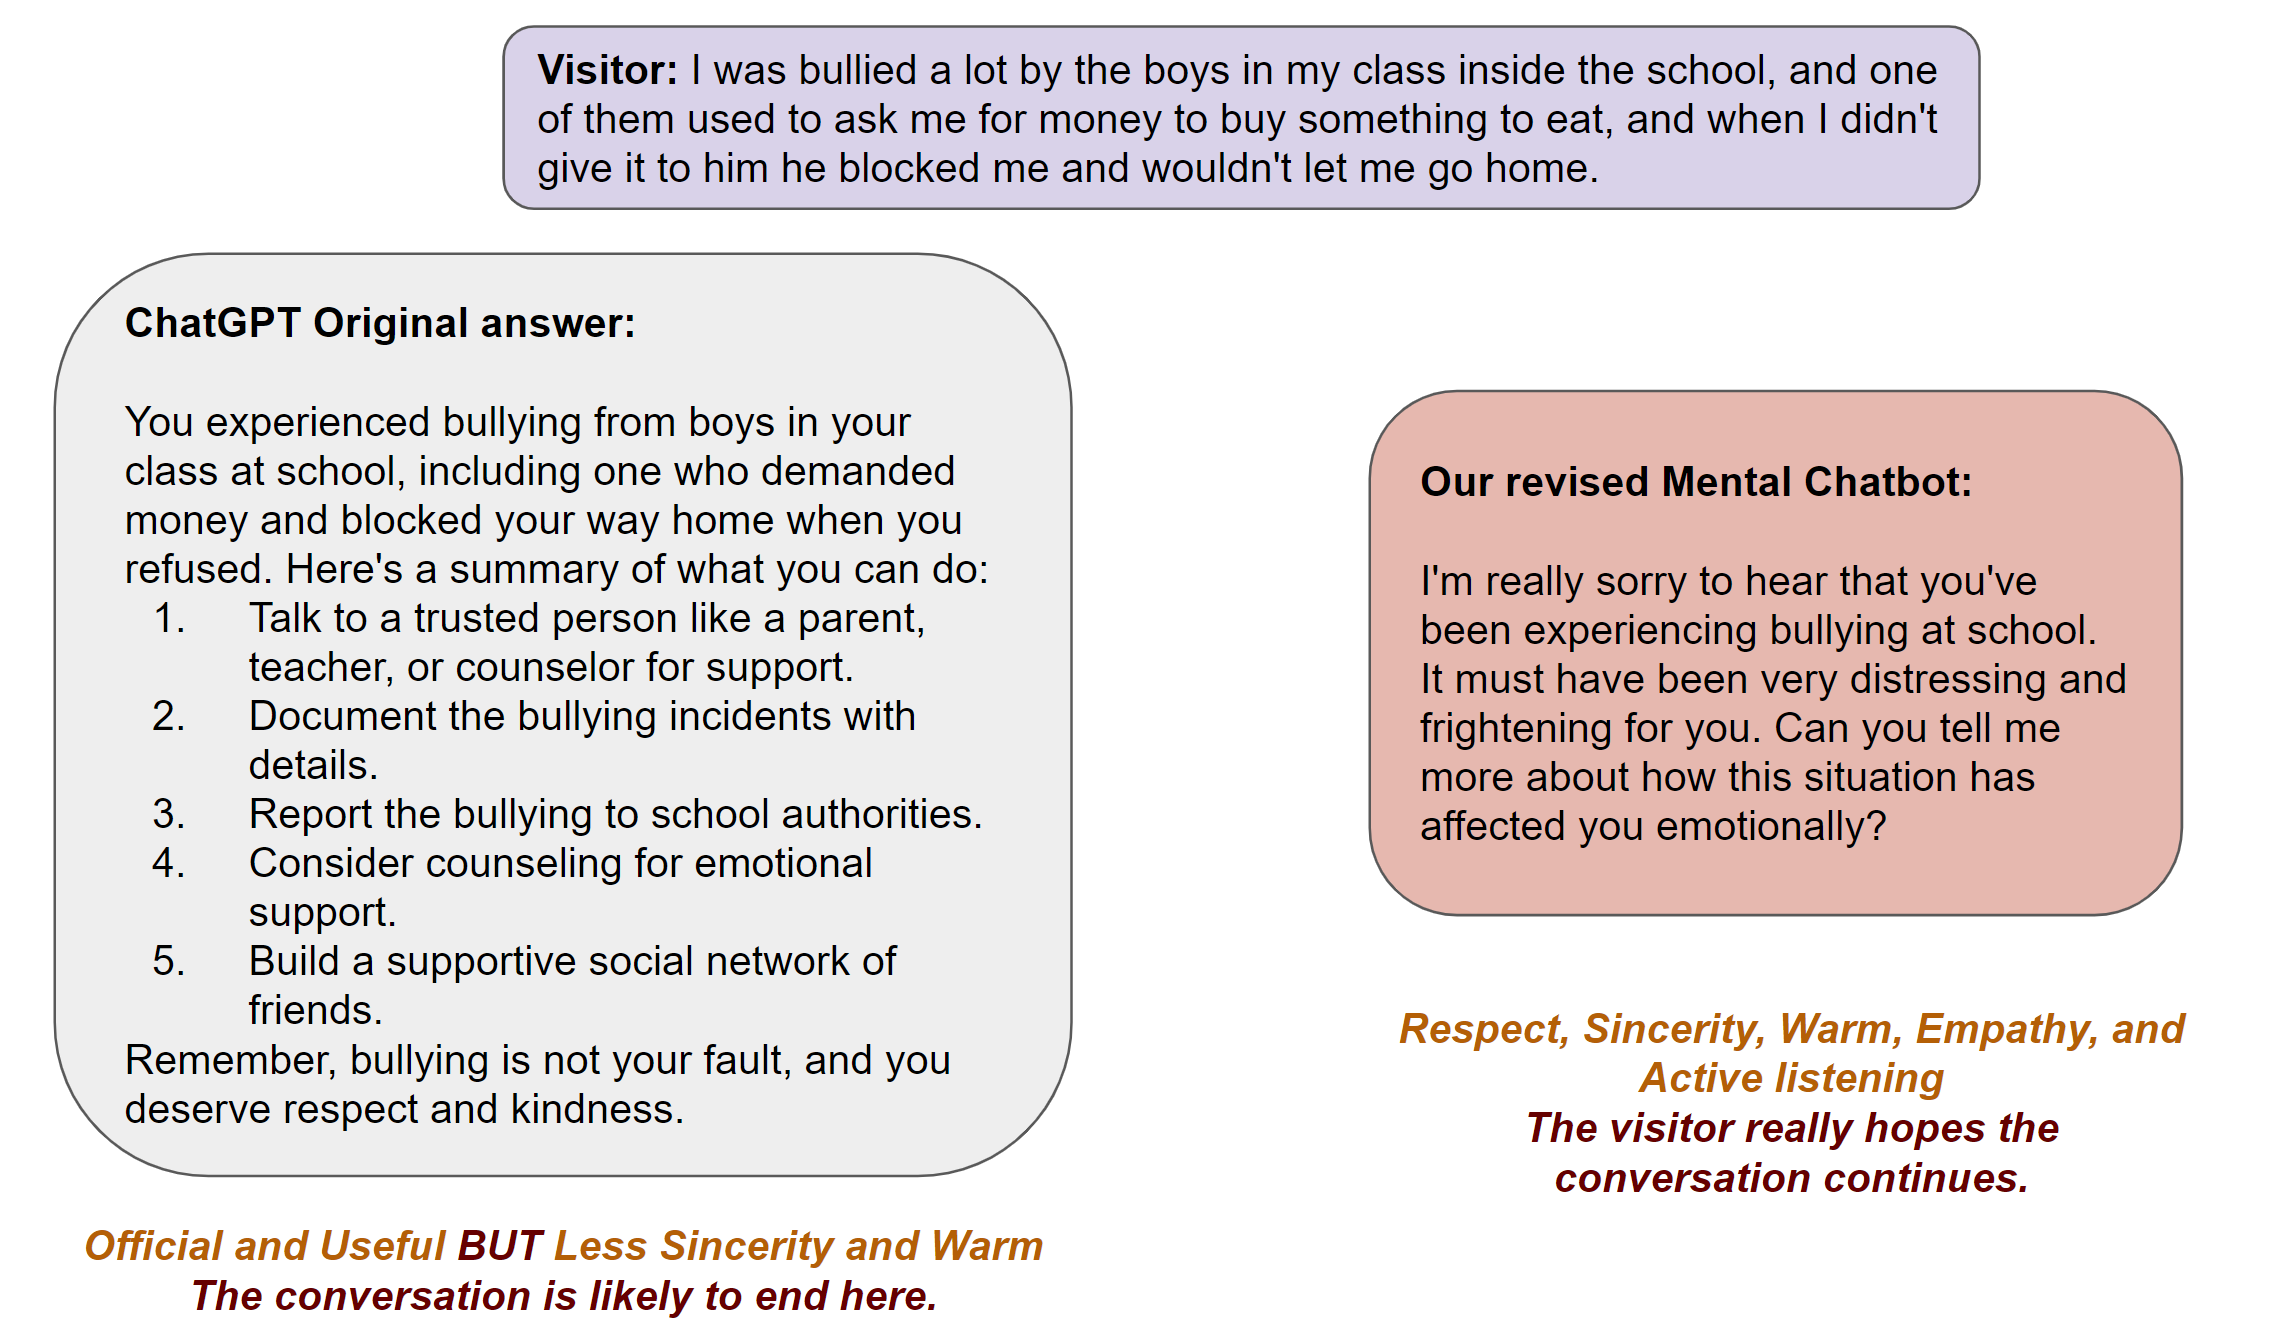 Visitor: I was bullied a lot by the boys in my class inside the school, and one
of them used to ask me for money to buy something to eat, and when I didn't
give it to him he blocked me and wouldn't let me go home.
ChatGPT Original answer:
You experienced bullying from boys in your
class at school, including one who demanded
money and blocked your way home when you
refused. Here's a summary of what you can do:
1. Talk to a trusted person like a parent,
teacher, or counselor for support.
2. Document the bullying incidents with
details.
3. Report the bullying to school authorities.
4. Consider counseling for emotional
support.
5. Build a supportive social network of
friends.
Remember, bullying is not your fault, and you
deserve respect and kindness.
Official and Useful BUT Less Sincerity and Warm
The conversation is likely to end here.
Our revised Mental Chatbot:
I'm really sorry to hear that you've
been experiencing bullying at school.
It must have been very distressing and
frightening for you. Can you tell me
more about how this situation has
affected you emotionally?
Respect, Sincerity, Warm, Empathy, and
Active listening
The visitor really hopes the
conversation continues.